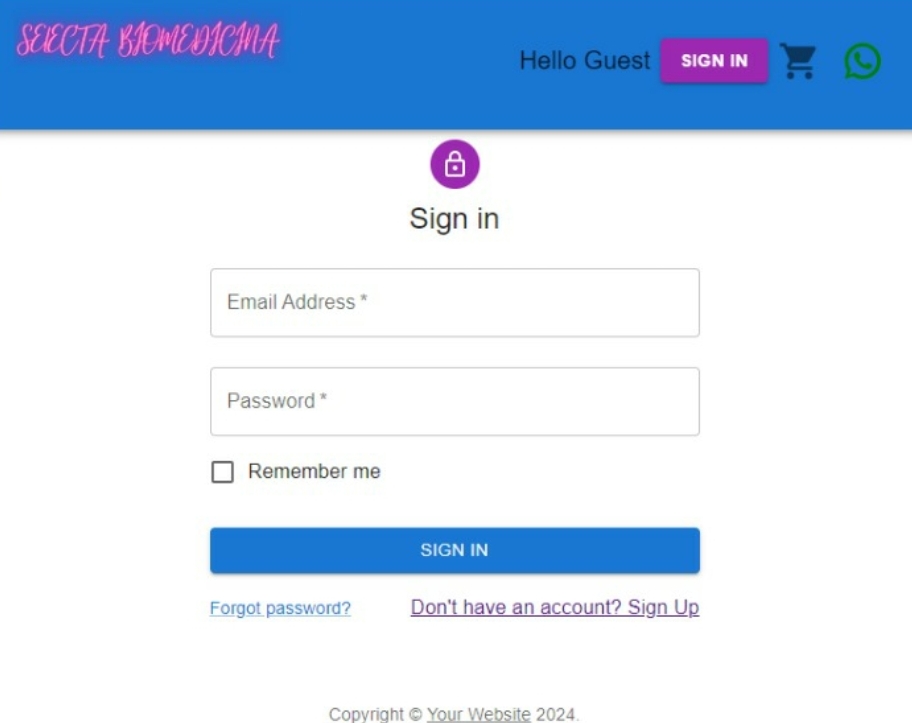 SELECTA BIOMEDICINA
Hello Guest SIGN IN
Sign in
Email Address *
Password *
Remember me
SIGN IN
Forgot password? Don't have an account? Sign Up
Copyright © Your Website 2024.